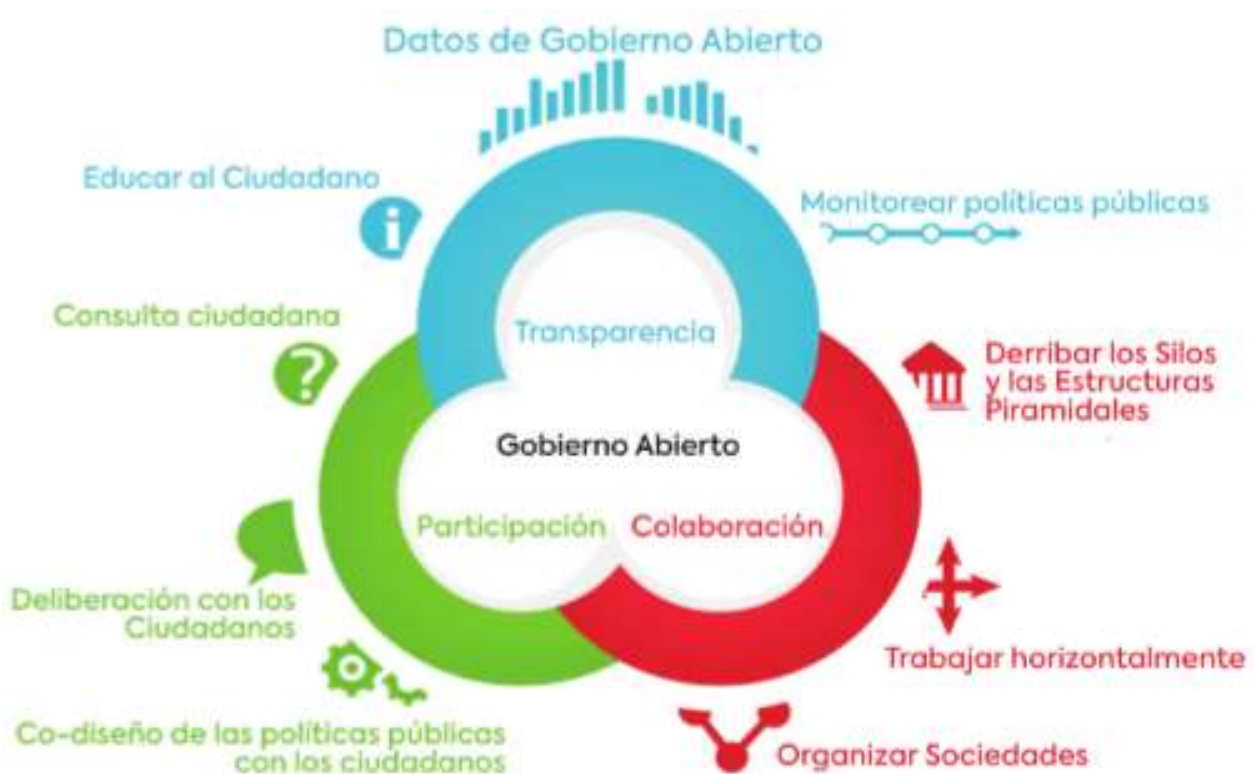 Datos de Gobierno Abierto
Educar al Ciudadano
i
Monitorear políticas públicas
Consulta ciudadana
?
Transparencia
Derribar los Silos
y las Estructuras
Piramidales
Gobierno Abierto
Participación
Colaboración
Deliberación con los
Ciudadanos
Trabajar horizontalmente
Co-diseño de las políticas públicas
con los ciudadanos
Organizar Sociedades